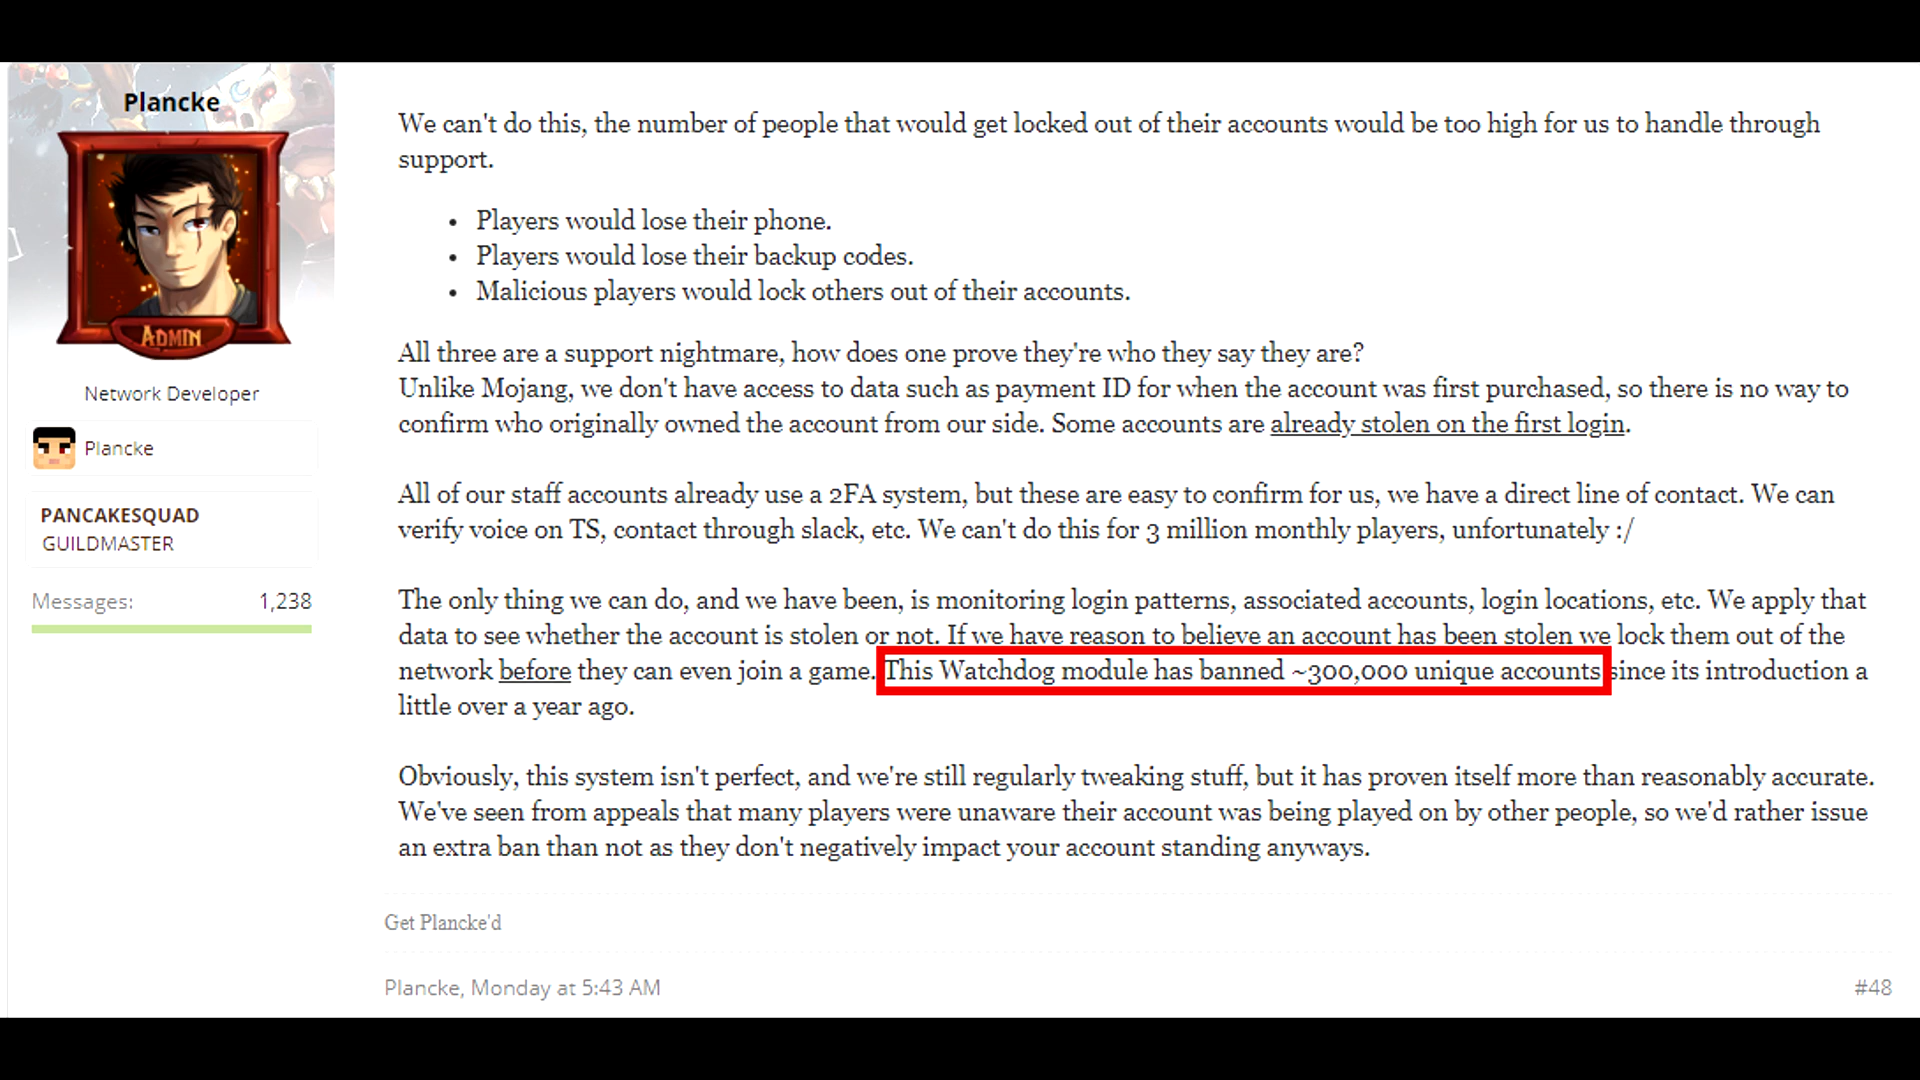 Plancke
ADMIN
Network Developer
Plancke
PANCAKESQUAD
GUILDMASTER
Messages: 1,238
We can't do this, the number of people that would get locked out of their accounts would be too high for us to handle through
support.
• Players would lose their phone.
• Players would lose their backup codes.
• Malicious players would lock others out of their accounts.
All three are a support nightmare, how does one prove they're who they say they are?
Unlike Mojang, we don't have access to data such as payment ID for when the account was first purchased, so there is no way to
confirm who originally owned the account from our side. Some accounts are already stolen on the first login.
All of our staff accounts already use a 2FA system, but these are easy to confirm for us, we have a direct line of contact. We can
verify voice on TS, contact through slack, etc. We can't do this for 3 million monthly players, unfortunately :/
The only thing we can do, and we have been, is monitoring login patterns, associated accounts, login locations, etc. We apply that
data to see whether the account is stolen or not. If we have reason to believe an account has been stolen we lock them out of the
network before they can even join a game. This Watchdog module has banned ~300,000 unique accounts since its introduction a
little over a year ago.
Obviously, this system isn't perfect, and we're still regularly tweaking stuff, but it has proven itself more than reasonably accurate.
We've seen from appeals that many players were unaware their account was being played on by other people, so we'd rather issue
an extra ban than not as they don't negatively impact your account standing anyways.
Get Plancke'd
Plancke, Monday at 5:43 AM
#48